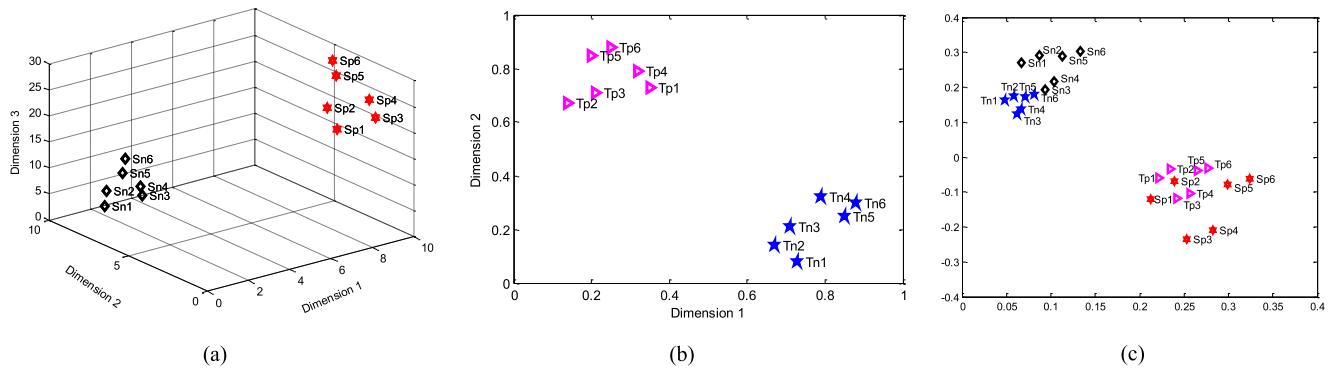 30
25
20
15
10
5
0
Dimension 3
10
5
0
Dimension 2
0
2
4
6
8
10
Dimension 1
Sp6
Sp5
Sp4
Sp2
Sp3
Sp1
Sn6
Sn5
Sn4
Sn2
Sn3
Sn1
(a)
1
0.8
0.6
0.4
0.2
0
Dimension 2
Tp6
Tp5
Tp4
Tp1
Tp3
Tp2
Tn4
Tn6
Tn5
Tn3
Tn2
Tn1
0
0.2
0.4
0.6
0.8
1
Dimension 1
(b)
0.4
0.3
0.2
0.1
0
-0.1
-0.2
-0.3
-0.4
Sn2
Sn6
Sn1
Sn5
Sn4
Sn3
Tn2
Tn5
Tn1
Tn6
Tn4
Tn3
Tp5
Tp6
Tp2
Tp1
Sp2
Sp6
Sp5
Tp4
Sp1
Tp3
Sp4
Sp3
0
0.05
0.1
0.15
0.2
0.25
0.3
0.35
0.4
(c)